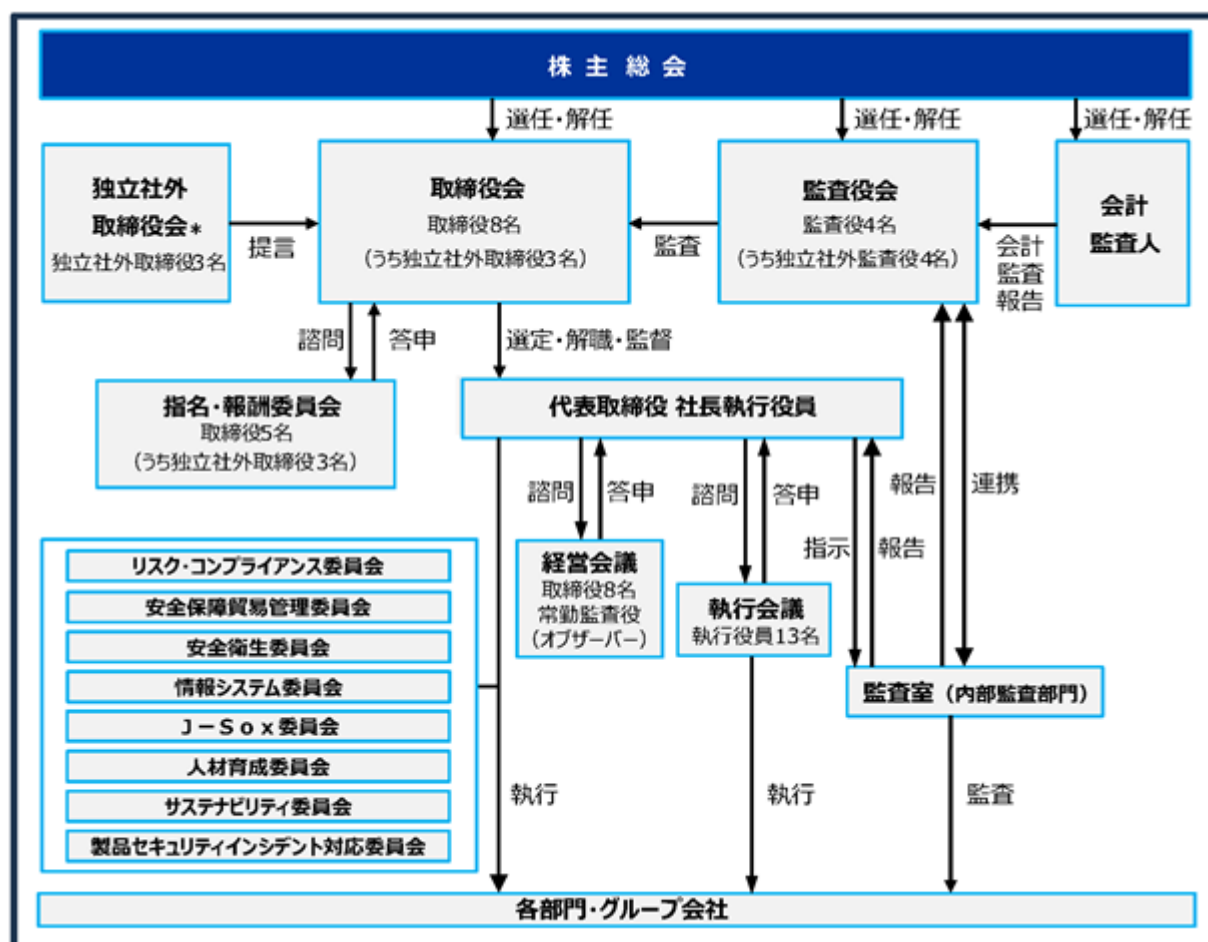 株主総会
選任・解任
選任・解任
選任・解任
独立社外
取締役会*
独立社外取締役3名
提言
取締役会
取締役8名
(うち独立社外取締役3名)
監査
監査役会
監査役4名
(うち独立社外監査役4名)
会計
監査
報告
会計
監査人
諮問
答申
選定・解職・監督
指名・報酬委員会
取締役5名
(うち独立社外取締役3名)
代表取締役 社長執行役員
諮問
答申
諮問
答申
指示
報告
報告
連携
経営会議
取締役8名
常勤監査役
(オブザーバー)
執行会議
執行役員13名
監査室(内部監査部門)
リスク・コンプライアンス委員会
安全保障貿易管理委員会
安全衛生委員会
情報システム委員会
J-Sox委員会
人材育成委員会
サステナビリティ委員会
製品セキュリティインシデント対応委員会
執行
執行
監査
各部門・グループ会社